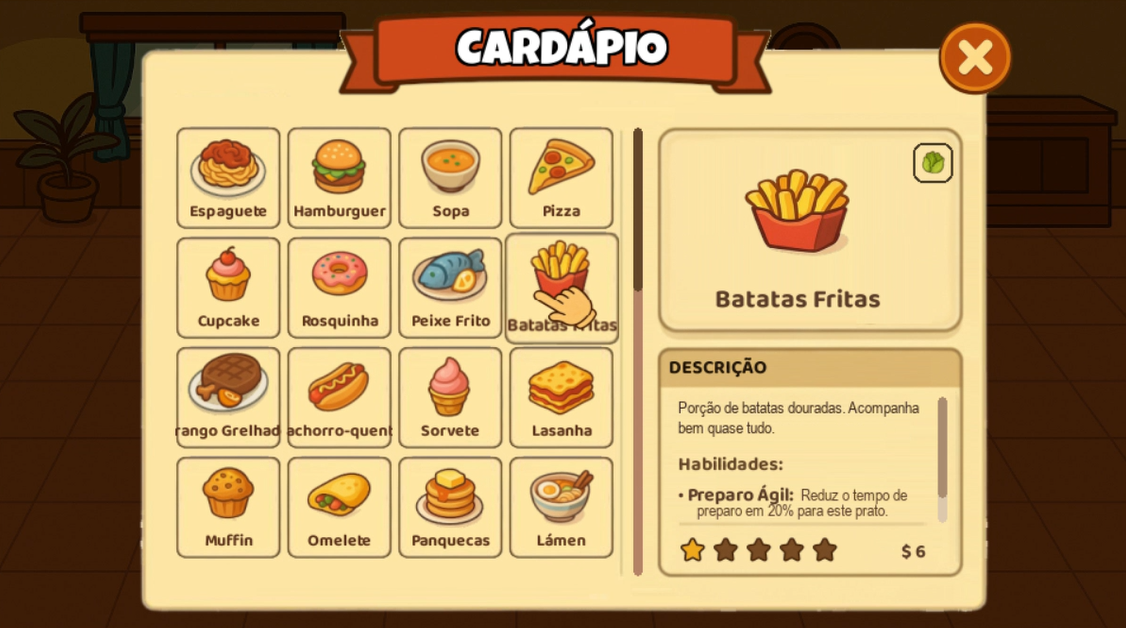 CARDÁPIO
Espaguete
Hamburguer
Sopa
Pizza
Cupcake
Rosquinha
Peixe Frito
Batatas
rango Grelhad
achorro-quent
Sorvete
Lasanha
Muffin
Omelete
Panquecas
Lámen
Batatas Fritas
DESCRIÇÃO
Porção de batatas douradas. Acompanha
bem quase tudo.
Habilidades:
• Preparo Ágil: Reduz o tempo de
preparo em 20% para este prato.
$ 6